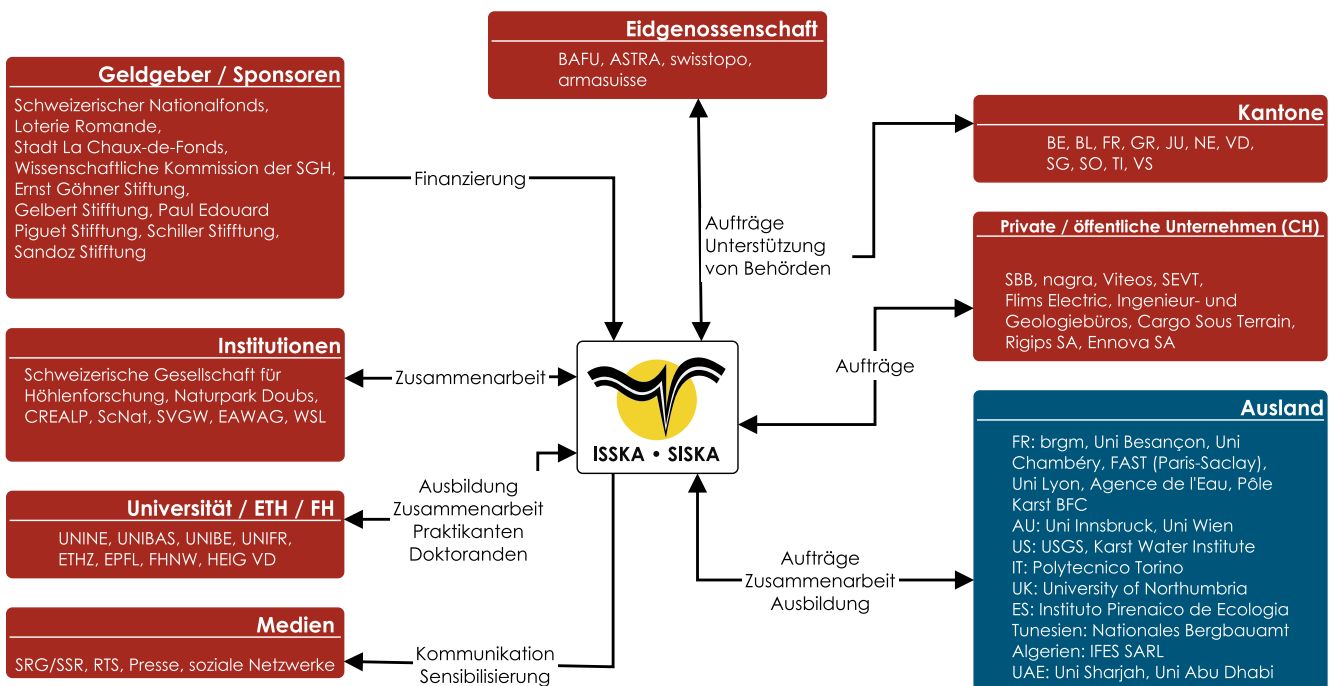 Eidgenossenschaft
BAFU, ASTRA, swisstopo,
armasuisse
Geldgeber / Sponsoren
Schweizerischer Nationalfonds,
Loterie Romande,
Stadt La Chaux-de-Fonds,
Wissenschaftliche Kommission der SGH,
Ernst Göhner Stiftung,
Gelbert Stifftung, Paul Edouard
Piguet Stifftung, Schiller Stifftung,
Sandoz Stifftung
Finanzierung
Kantone
BE, BL, FR, GR, JU, NE, VD,
SG, SO, TI, VS
Aufträge
Unterstützung
von Behörden
Private / öffentliche Unternehmen (CH)
SBB, nagra, Viteos, SEVT,
Flims Electric, Ingenieur- und
Geologiebüros, Cargo Sous Terrain,
Rigips SA, Ennova SA
Aufträge
Institutionen
Schweizerische Gesellschaft für
Höhlenforschung, Naturpark Doubs,
CREALP, ScNat, SVGW, EAWAG, WSL
Zusammenarbeit
ISSKA • SISKA
Ausland
FR: brgm, Uni Besançon, Uni
Chambéry, FAST (Paris-Saclay),
Uni Lyon, Agence de l'Eau, Pôle
Karst BFC
AU: Uni Innsbruck, Uni Wien
US: USGS, Karst Water Institute
IT: Polytecnico Torino
UK: University of Northumbria
ES: Instituto Pirenaico de Ecologia
Tunesien: Nationales Bergbauamt
Algerien: IFES SARL
UAE: Uni Sharjah, Uni Abu Dhabi
Universität / ETH / FH
UNINE, UNIBAS, UNIBE, UNIFR,
ETHZ, EPFL, FHNW, HEIG VD
Ausbildung
Zusammenarbeit
Praktikanten
Doktoranden
Aufträge
Zusammenarbeit
Ausbildung
Medien
SRG/SSR, RTS, Presse, soziale Netzwerke
Kommunikation
Sensibilisierung